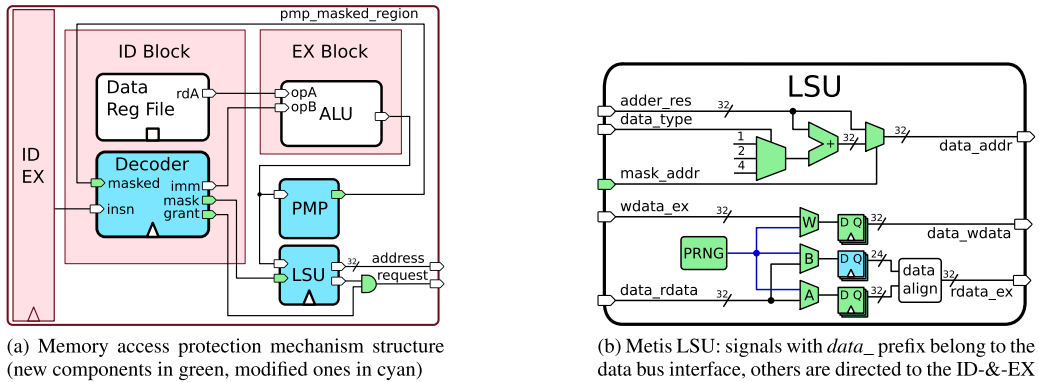 pmp_masked_region
ID Block
EX Block
Data
Reg File
rdA
opA
opB
ALU
ID
EX
Decoder
masked
imm
mask
insn
grant
PMP
LSU
32
address
request
(a) Memory access protection mechanism structure
(new components in green, modified ones in cyan)
LSU
adder_res
32
data_type
1
2
4
+
32
32
data_addr
mask_addr
wdata_ex
32
W
D Q
32
data_wdata
PRNG
B
D Q
24
data
align
data_rdata
32
A
D Q
32
32
rdata_ex
(b) Metis LSU: signals with data_ prefix belong to the
data bus interface, others are directed to the ID-&-EX